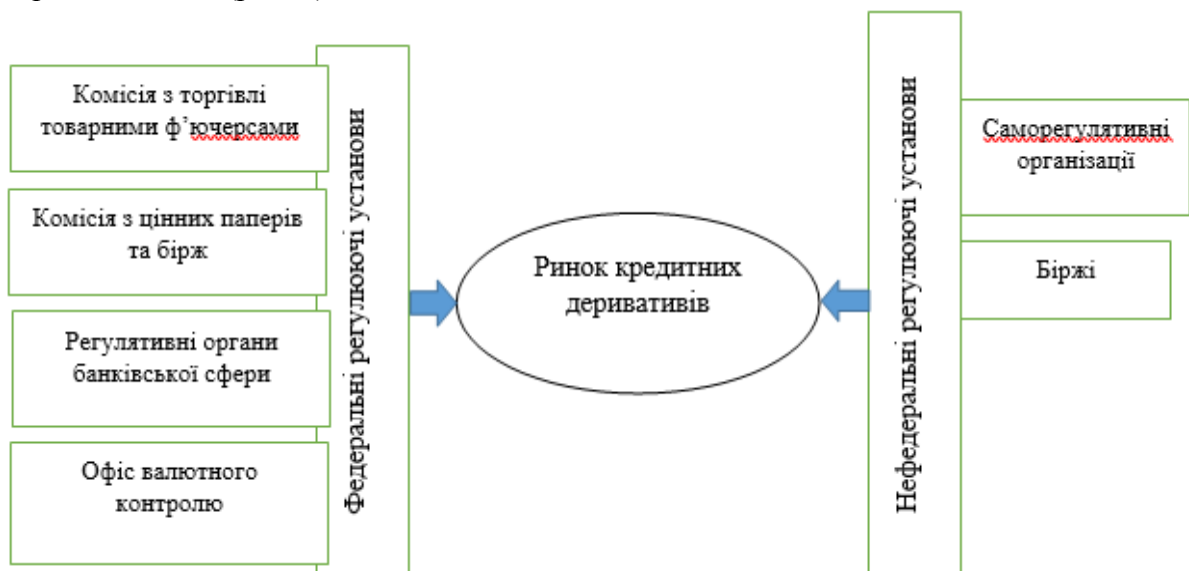 Комісія з торгівлі
товарними ф’ючерсами
Комісія з цінних паперів
та бірж
Регулятивні органи
банківської сфери
Офіс валютного
контролю
Федеральні регулюючі установи
Ринок кредитних
деривативів
Нефедеральні регулюючі установи
Саморегулятивні
організації
Біржі